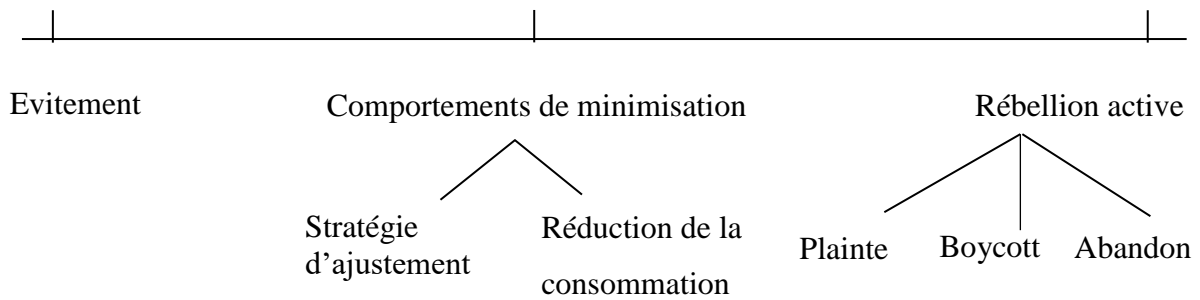 Evitement
Comportements de minimisation
Rébellion active
Stratégie
d’ajustement
Réduction de la
consommation
Plainte
Boycott
Abandon